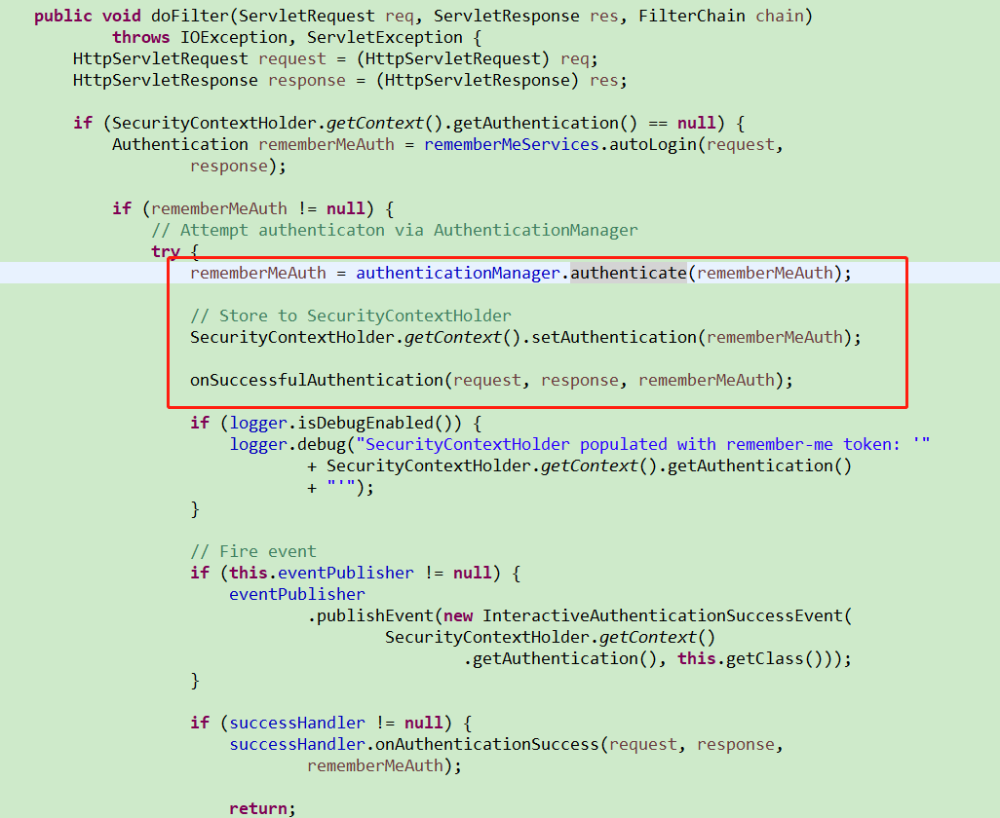 public void doFilter(ServletRequest req, ServletResponse res, FilterChain chain)
throws IOException, ServletException {
HttpServletRequest request = (HttpServletRequest) req;
HttpServletResponse response = (HttpServletResponse) res;
if (SecurityContextHolder.getContext().getAuthentication() == null) {
Authentication rememberMeAuth = rememberMeServices.autoLogin(request,
response);
if (rememberMeAuth != null) {
// Attempt authenticaton via AuthenticationManager
try {
rememberMeAuth = authenticationManager.authenticate(rememberMeAuth);
// Store to SecurityContextHolder
SecurityContextHolder.getContext().setAuthentication(rememberMeAuth);
onSuccessfulAuthentication(request, response, rememberMeAuth);
if (logger.isDebugEnabled()) {
logger.debug("SecurityContextHolder populated with remember-me token: '"
+ SecurityContextHolder.getContext().getAuthentication()
+ "'");
}
// Fire event
if (this.eventPublisher != null) {
eventPublisher
.publishEvent(new InteractiveAuthenticationSuccessEvent(
SecurityContextHolder.getContext()
.getAuthentication(), this.getClass()));
}
if (successHandler != null) {
successHandler.onAuthenticationSuccess(request, response,
rememberMeAuth);
return;